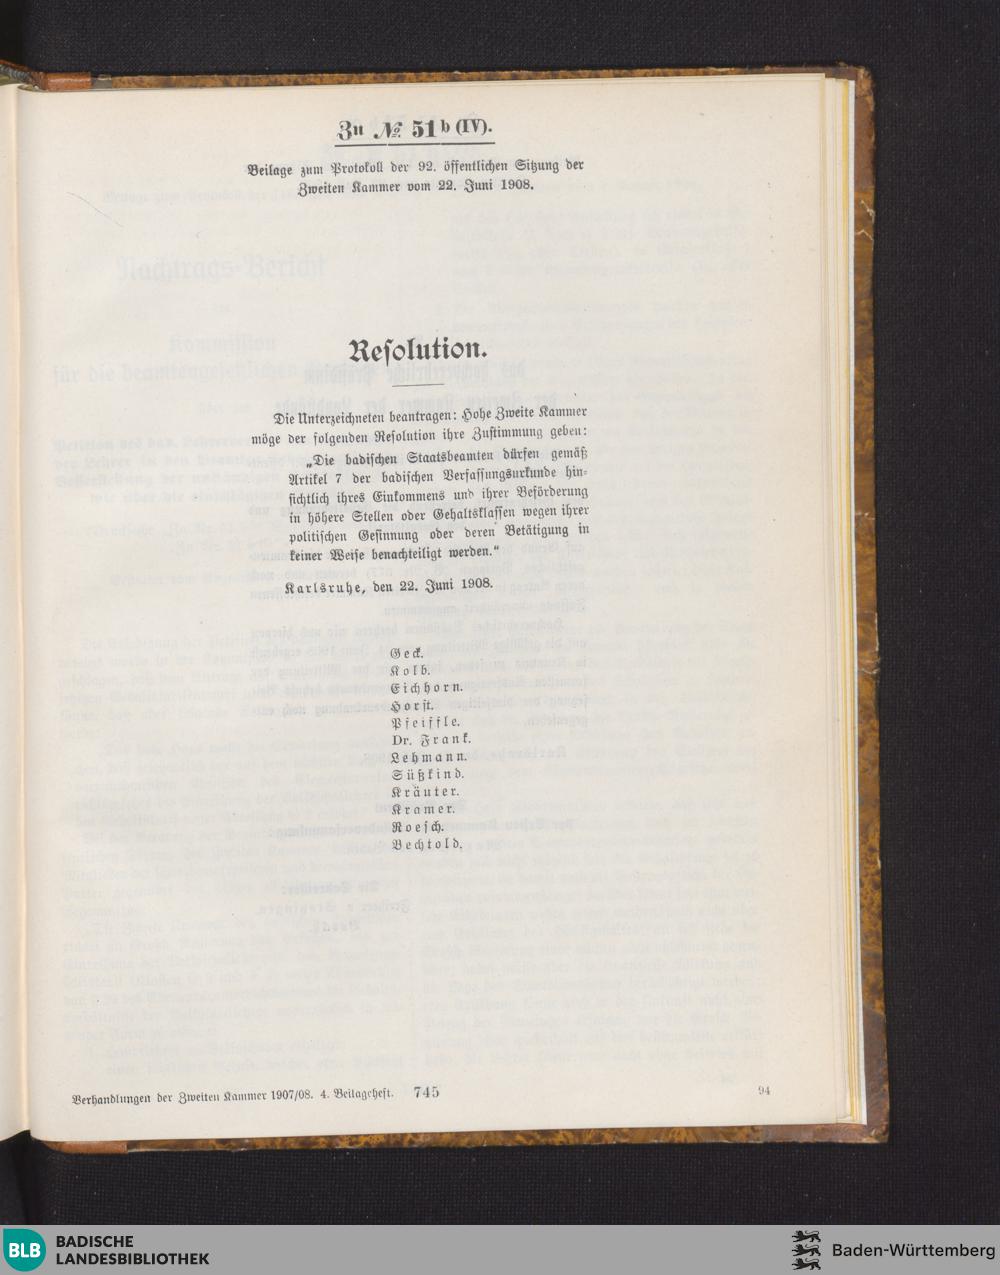 Zu № 51b (IV).
Beilage zum Protokoll der 92. öffentlichen Sitzung der
Zweiten Kammer vom 22. Juni 1908.
Resolution.
Die Unterzeichneten beantragen: Hohe Zweite Kammer
möge der folgenden Resolution ihre Zustimmung geben:
„Die badischen Staatsbeamten dürfen gemäß
Artikel 7 der badischen Verfassungsurkunde hin-
sichtlich ihres Einkommens und ihrer Beförderung
in höhere Stellen oder Gehaltsklassen wegen ihrer
politischen Gesinnung oder deren Betätigung in
keiner Weise benachteiligt werden."
Karlsruhe, den 22. Juni 1908.
Geck.
Kolb.
Eichhorn.
Horst.
Pfeiffle.
Dr. Frank.
Lehmann.
Süßkind.
Kräuter.
Kramer.
Roesch.
Bechtold.
Verhandlungen der Zweiten Kammer 1907/08. 4. Beilageheft. 745 94
BLB BADISCHE
LANDESBIBLIOTHEK
Baden-Württemberg